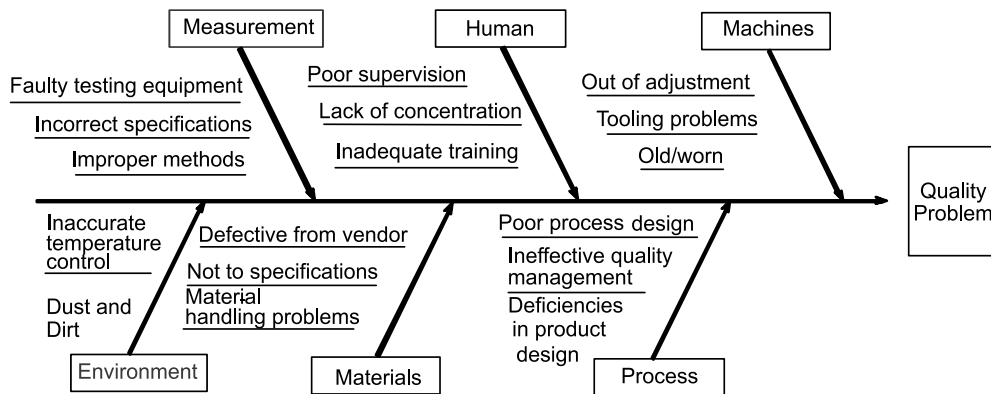 Measurement
Human
Machines
Faulty testing equipment
Incorrect specifications
Improper methods
Poor supervision
Lack of concentration
Inadequate training
Out of adjustment
Tooling problems
Old/worn
Quality
Problem
Inaccurate
temperature
control
Dust and
Dirt
Defective from vendor
Not to specifications
Material
handling problems
Poor process design
Ineffective quality
management
Deficiencies
in product
design
Environment
Materials
Process